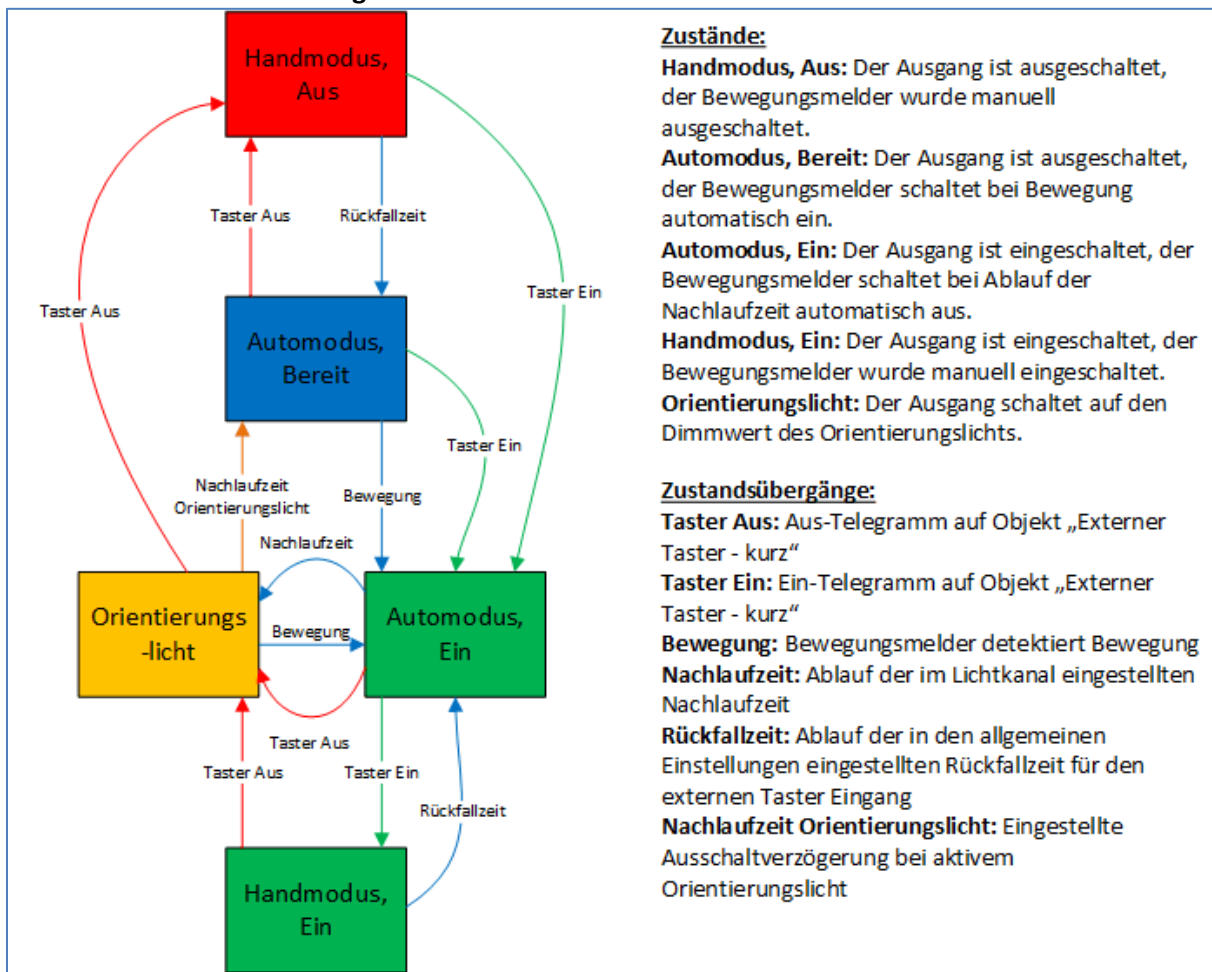 Handmodus,
Aus
Taster Aus
Rückfallzeit
Taster Aus
Taster Ein
Automodus,
Bereit
Taster Ein
Nachlaufzeit
Orientierungslicht
Bewegung
Nachlaufzeit
Orientierungs
-licht
Bewegung
Automodus,
Ein
Taster Aus
Taster Aus
Taster Ein
Rückfallzeit
Handmodus,
Ein
Zustände:
Handmodus, Aus: Der Ausgang ist ausgeschaltet,
der Bewegungsmelder wurde manuell
ausgeschaltet.
Automodus, Bereit: Der Ausgang ist ausgeschaltet,
der Bewegungsmelder schaltet bei Bewegung
automatisch ein.
Automodus, Ein: Der Ausgang ist eingeschaltet, der
Bewegungsmelder schaltet bei Ablauf der
Nachlaufzeit automatisch aus.
Handmodus, Ein: Der Ausgang ist eingeschaltet, der
Bewegungsmelder wurde manuell eingeschaltet.
Orientierungslicht: Der Ausgang schaltet auf den
Dimmwert des Orientierungslichts.
Zustandsübergänge:
Taster Aus: Aus-Telegramm auf Objekt „Externer
Taster - kurz“
Taster Ein: Ein-Telegramm auf Objekt „Externer
Taster - kurz“
Bewegung: Bewegungsmelder detektiert Bewegung
Nachlaufzeit: Ablauf der im Lichtkanal eingestellten
Nachlaufzeit
Rückfallzeit: Ablauf der in den allgemeinen
Einstellungen eingestellten Rückfallzeit für den
externen Taster Eingang
Nachlaufzeit Orientierungslicht: Eingestellte
Ausschaltverzögerung bei aktivem
Orientierungslicht